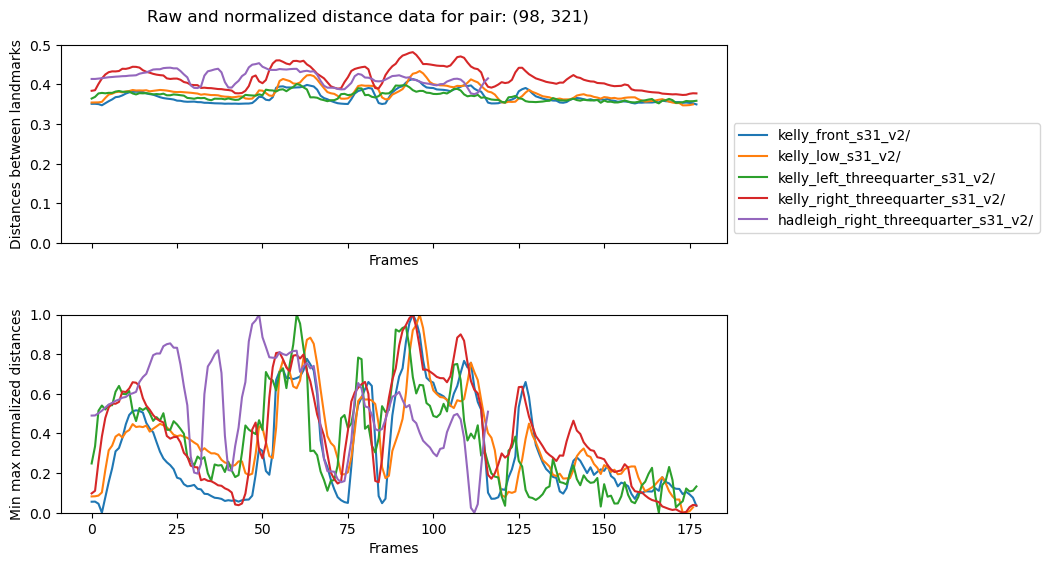 Raw and normalized distance data for pair: (98, 321)
Distances between landmarks
0.5
0.4
0.3
0.2
0.1
0.0
Frames
kelly_front_s31_v2/
kelly_low_s31_v2/
kelly_left_threequarter_s31_v2/
kelly_right_threequarter_s31_v2/
hadleigh_right_threequarter_s31_v2/
Min max normalized distances
1.0
0.8
0.6
0.4
0.2
0.0
0 25 50 75 100 125 150 175
Frames